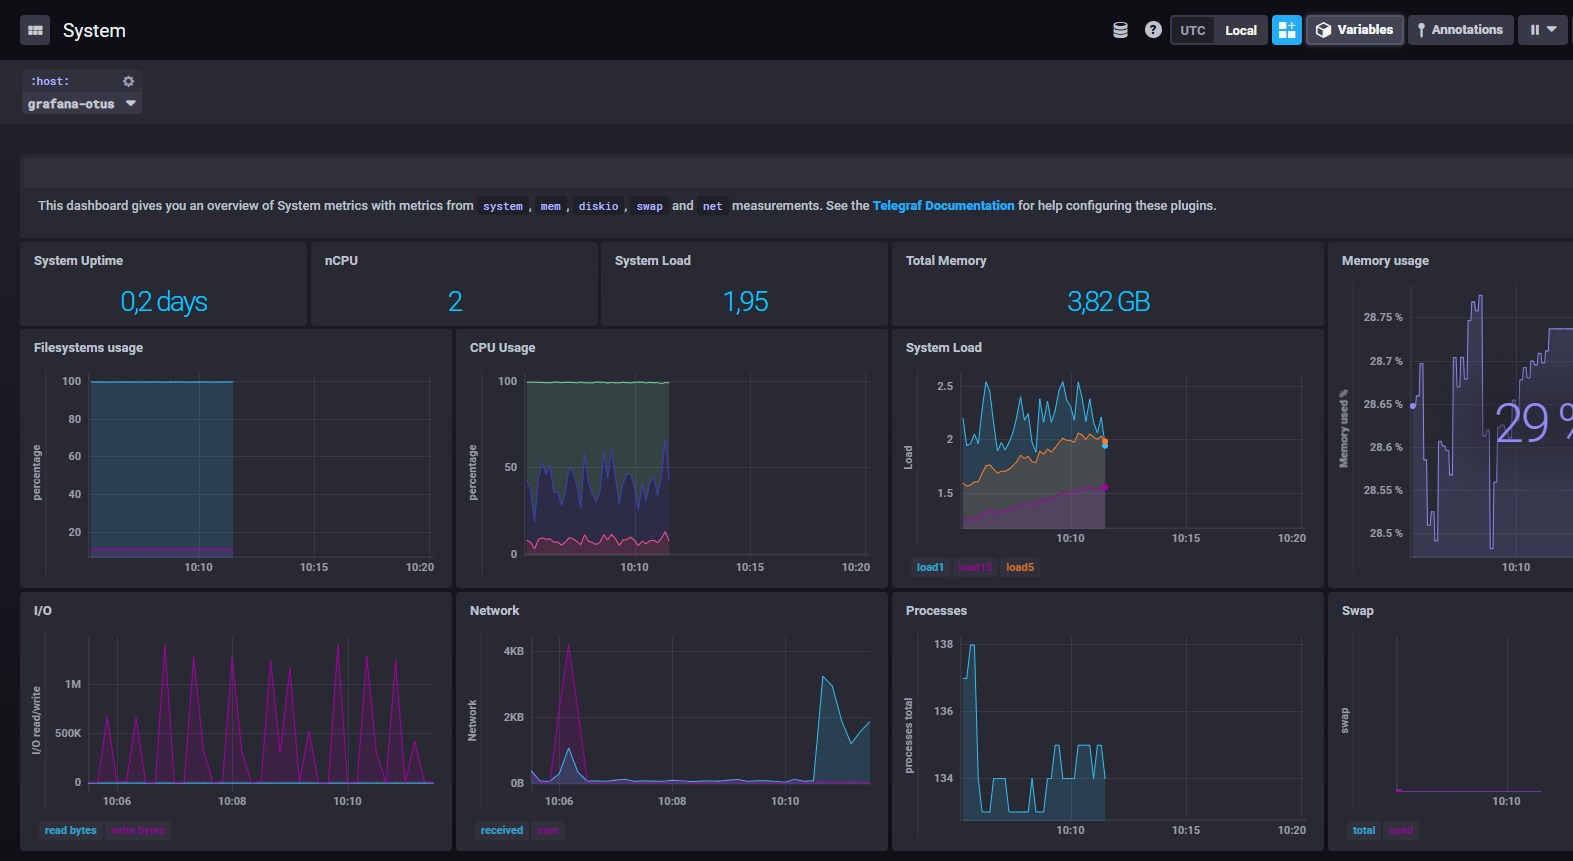 System
UTC Local Variables Annotations
:host:
grafana-otus
This dashboard gives you an overview of System metrics with metrics from system , mem , diskio , swap and net measurements. See the Telegraf Documentation for help configuring these plugins.
System Uptime
0,2 days
nCPU
2
System Load
1,95
Total Memory
3,82 GB
Memory usage
28.75 %
28.7 %
28.65 %
28.6 %
28.55 %
28.5 %
Memory used %
29 %
10:10
Filesystems usage
100
80
60
40
20
percentage
10:10 10:15 10:20
CPU Usage
100
50
0
percentage
10:10 10:15 10:20
System Load
2.5
2
1.5
Load
10:10 10:15 10:20
load1 load15 load5
I/O
1M
500K
0
I/O read/write
10:06 10:08 10:10
read bytes write bytes
Network
4KB
2KB
0B
Network
10:06 10:08 10:10
received sent
Processes
138
136
134
processes total
10:10 10:15 10:20
Swap
swap
10:10
total used